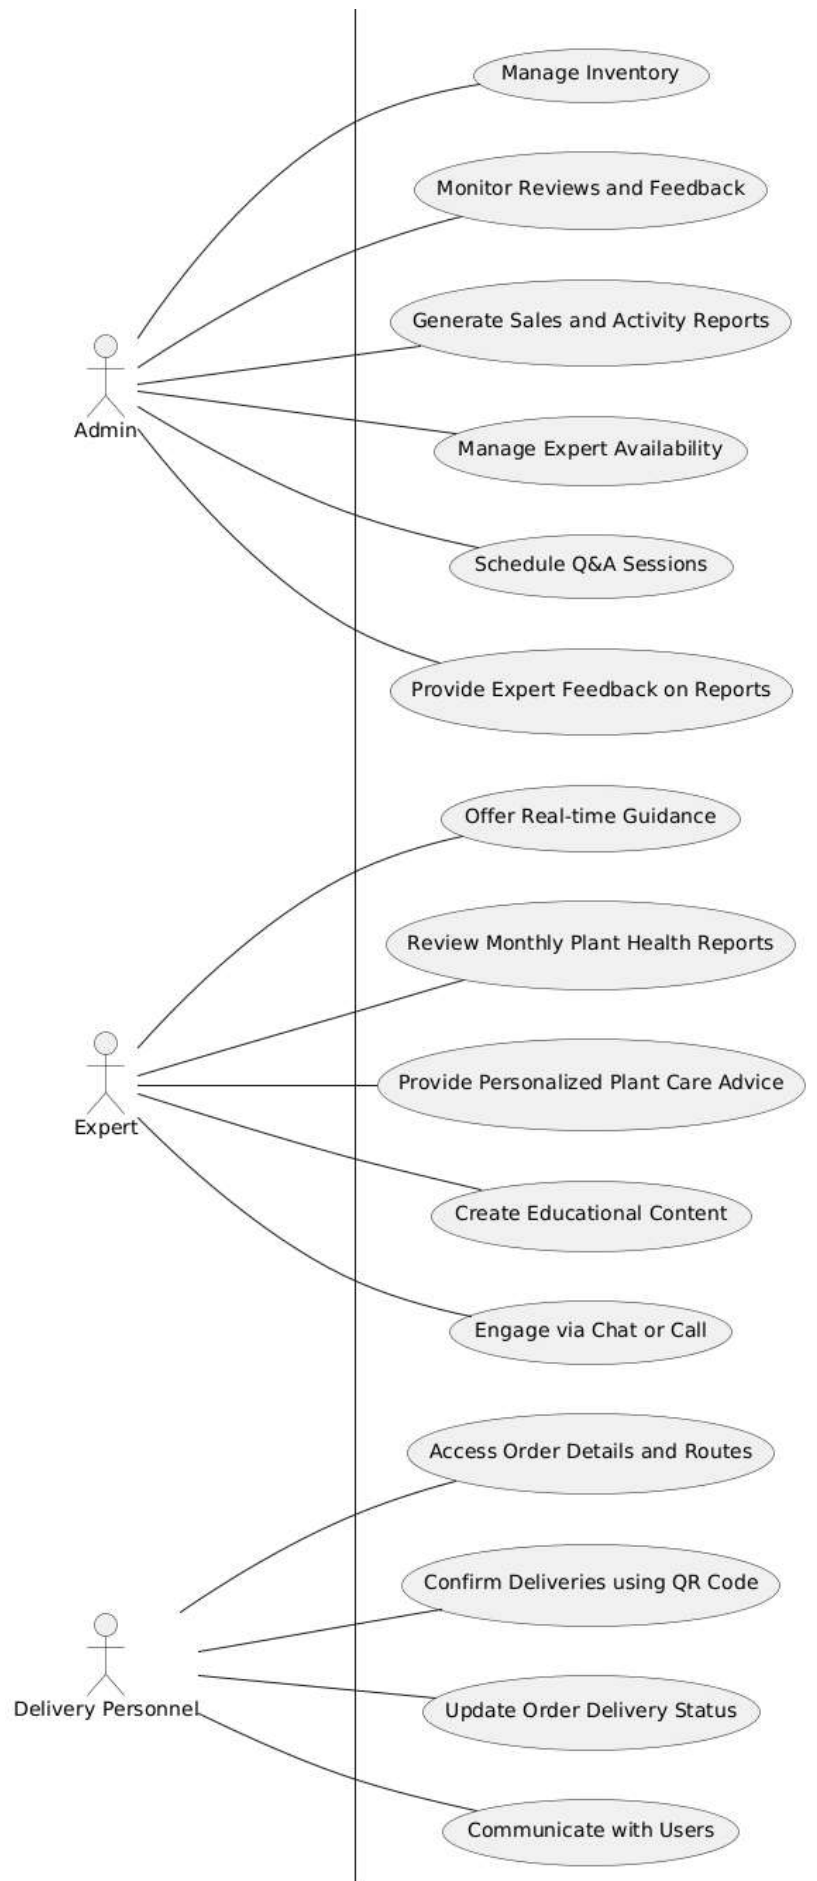 Manage Inventory
Monitor Reviews and Feedback
Generate Sales and Activity Reports
Admin
Manage Expert Availability
Schedule Q&A Sessions
Provide Expert Feedback on Reports
Offer Real-time Guidance
Review Monthly Plant Health Reports
Provide Personalized Plant Care Advice
Expert
Create Educational Content
Engage via Chat or Call
Access Order Details and Routes
Confirm Deliveries using QR Code
Delivery Personnel
Update Order Delivery Status
Communicate with Users